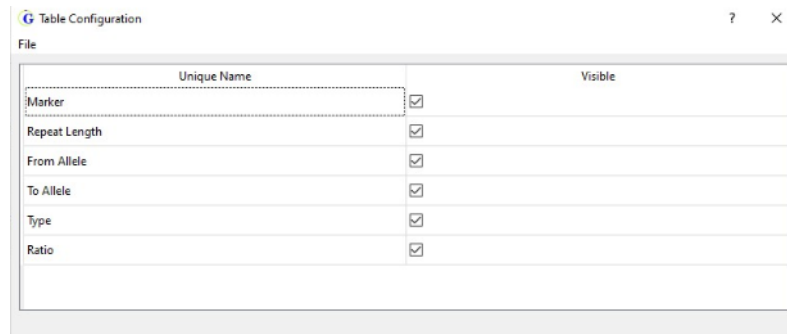 G Table Configuration ? ×
File
Unique Name Visible
Marker
Repeat Length
From Allele
To Allele
Type
Ratio